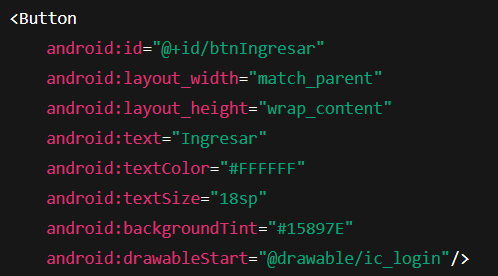 <Button
android:id="@+id/btnIngresar"
android:layout_width="match_parent"
android:layout_height="wrap_content"
android:text="Ingresar"
android:textColor="#FFFFFF"
android:textSize="18sp"
android:backgroundTint="#15897E"
android:drawableStart="@drawable/ic_login"/>